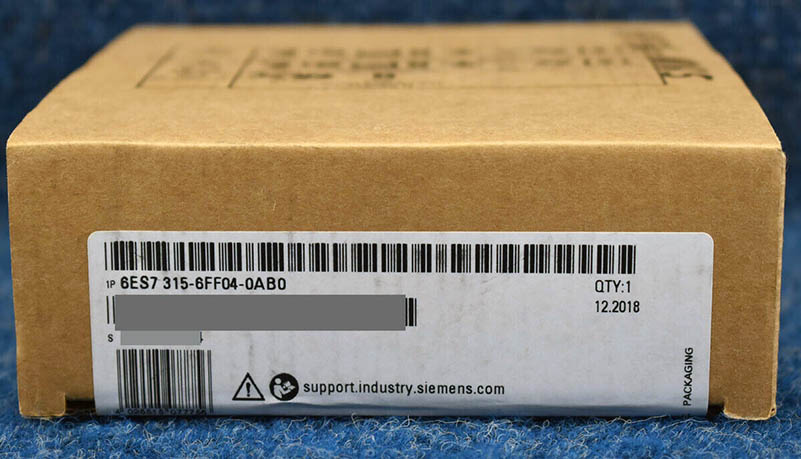 1P 6ES7 315-6FF04-0AB0
QTY:1
12.2018
S
support.industry.siemens.com
PACKAGING